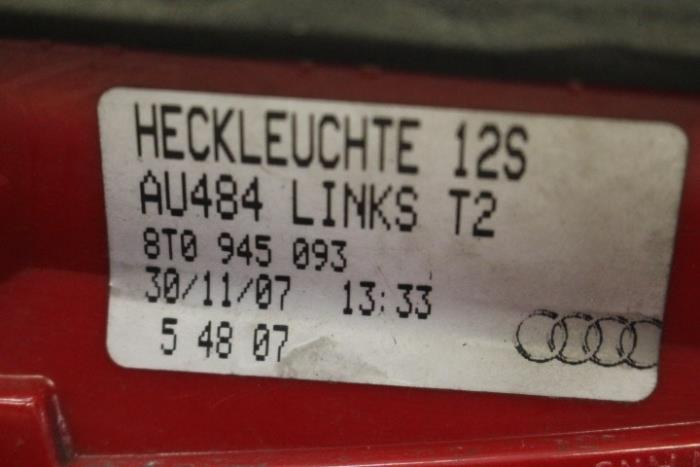 HECKLEUCHTE 12S
AU484 LINKS T2
8T0 945 093
30/11/07 13:33
5 48 07